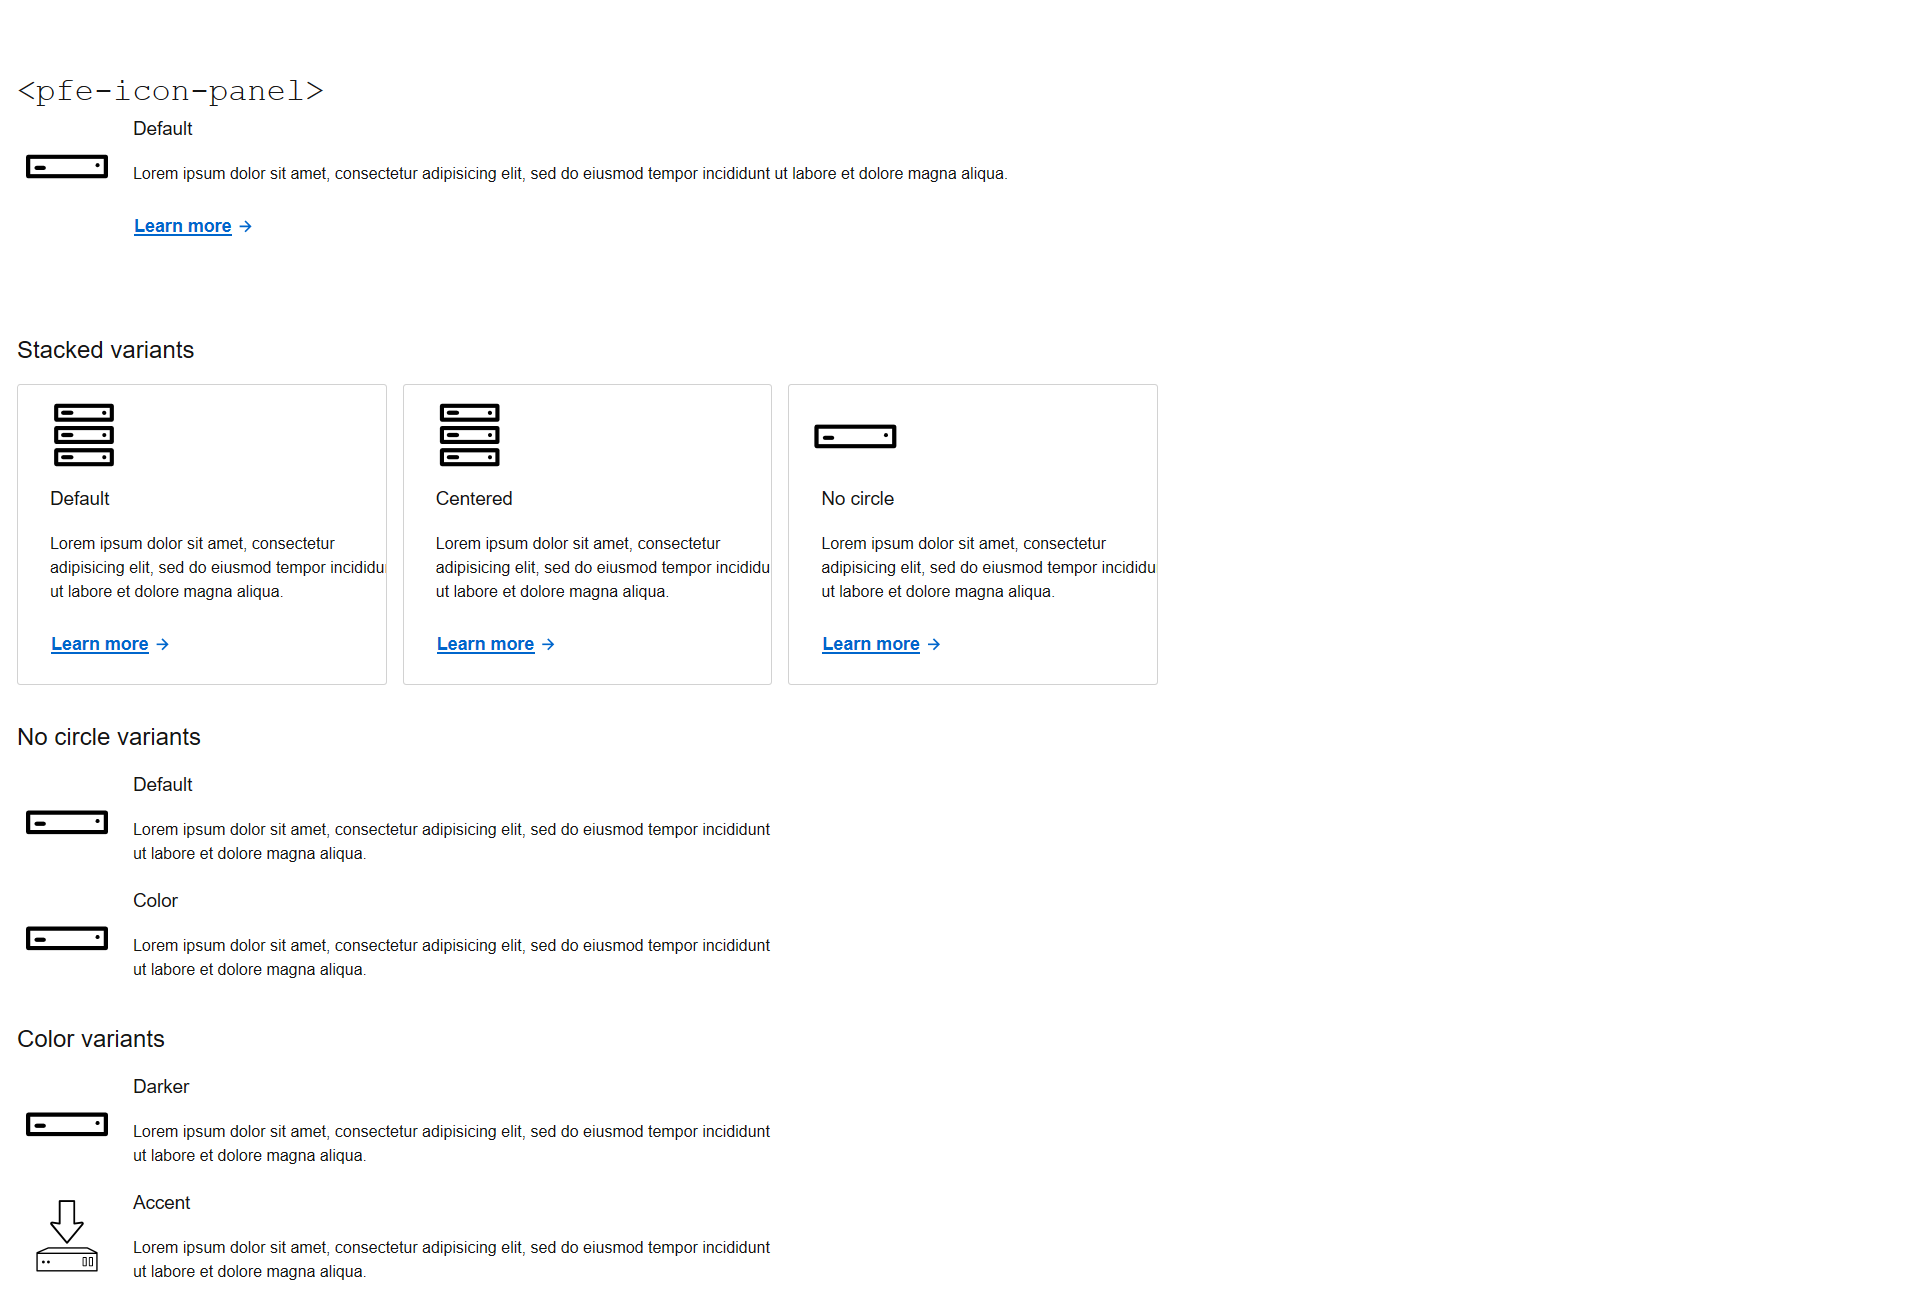 <pfe-icon-panel>
Default
Lorem ipsum dolor sit amet, consectetur adipisicing elit, sed do eiusmod tempor incididunt ut labore et dolore magna aliqua.
Learn more →
Stacked variants
Default
Lorem ipsum dolor sit amet, consectetur
adipisicing elit, sed do eiusmod tempor incididu
ut labore et dolore magna aliqua.
Learn more →
Centered
Lorem ipsum dolor sit amet, consectetur
adipisicing elit, sed do eiusmod tempor incididu
ut labore et dolore magna aliqua.
Learn more →
No circle
Lorem ipsum dolor sit amet, consectetur
adipisicing elit, sed do eiusmod tempor incididu
ut labore et dolore magna aliqua.
Learn more →
No circle variants
Default
Lorem ipsum dolor sit amet, consectetur adipisicing elit, sed do eiusmod tempor incididunt
ut labore et dolore magna aliqua.
Color
Lorem ipsum dolor sit amet, consectetur adipisicing elit, sed do eiusmod tempor incididunt
ut labore et dolore magna aliqua.
Color variants
Darker
Lorem ipsum dolor sit amet, consectetur adipisicing elit, sed do eiusmod tempor incididunt
ut labore et dolore magna aliqua.
Accent
Lorem ipsum dolor sit amet, consectetur adipisicing elit, sed do eiusmod tempor incididunt
ut labore et dolore magna aliqua.